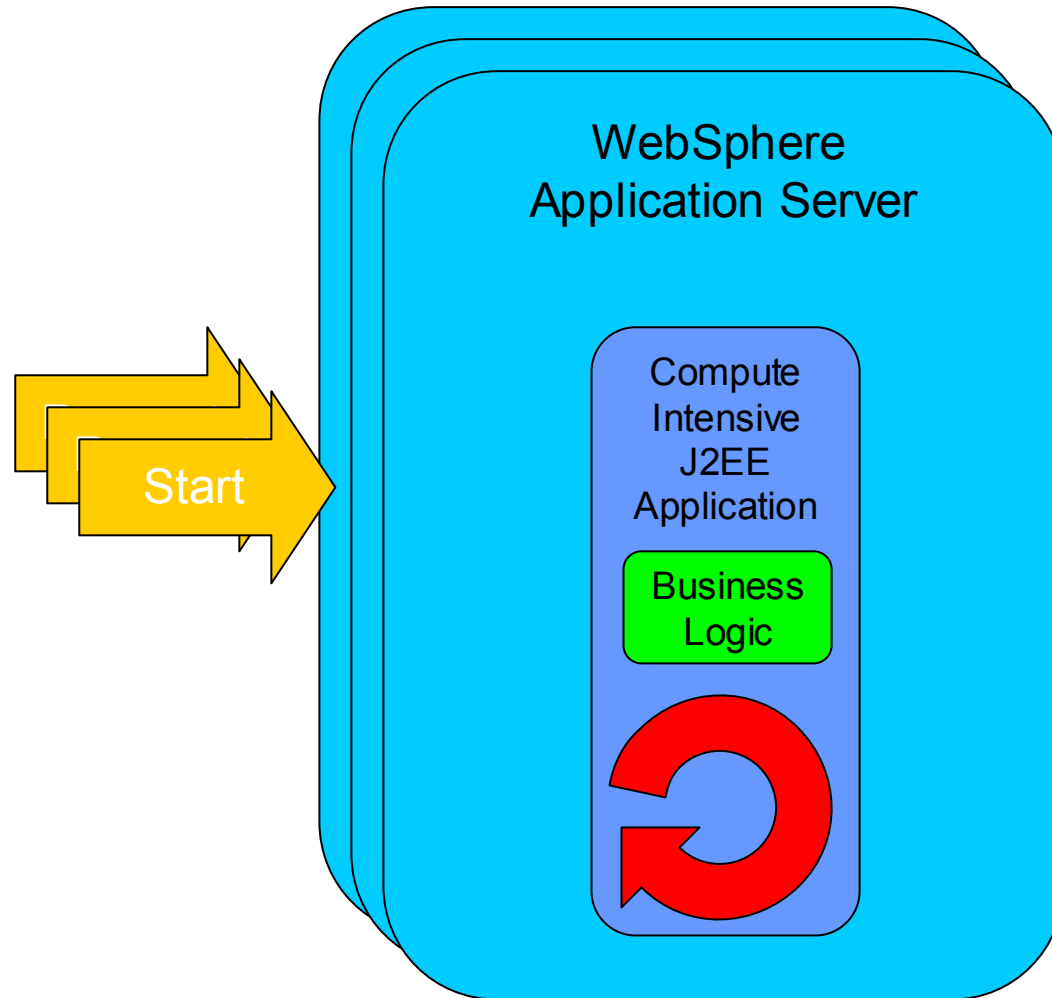 WebSphere
Application Server
Start
Compute
Intensive
J2EE
Application
Business
Logic